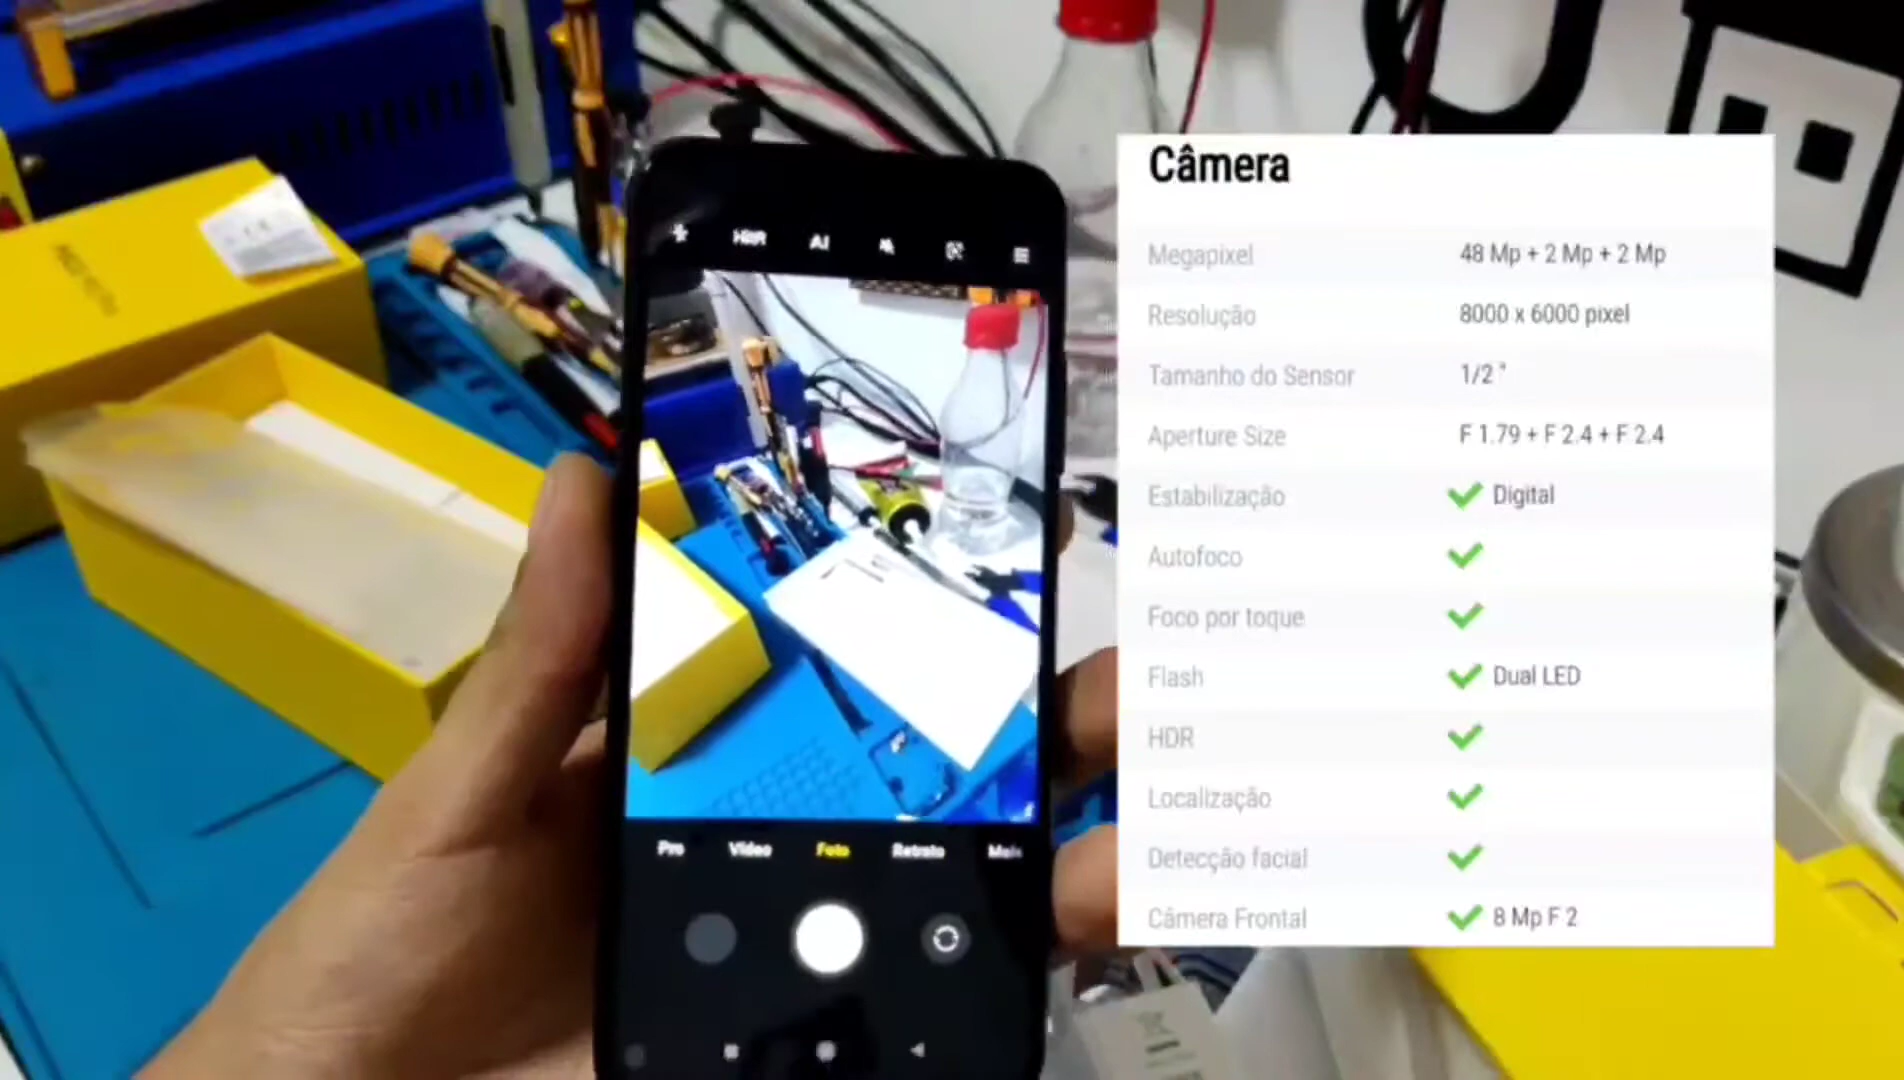 HDR
AI
Pro
Vídeo
Foto
Retrato
Mais
Câmera
Megapixel 48 Mp + 2 Mp + 2 Mp
Resolução 8000 x 6000 pixel
Tamanho do Sensor 1/2 "
Aperture Size F 1.79 + F 2.4 + F 2.4
Estabilização Digital
Autofoco
Foco por toque
Flash Dual LED
HDR
Localização
Detecção facial
Câmera Frontal 8 Mp F 2